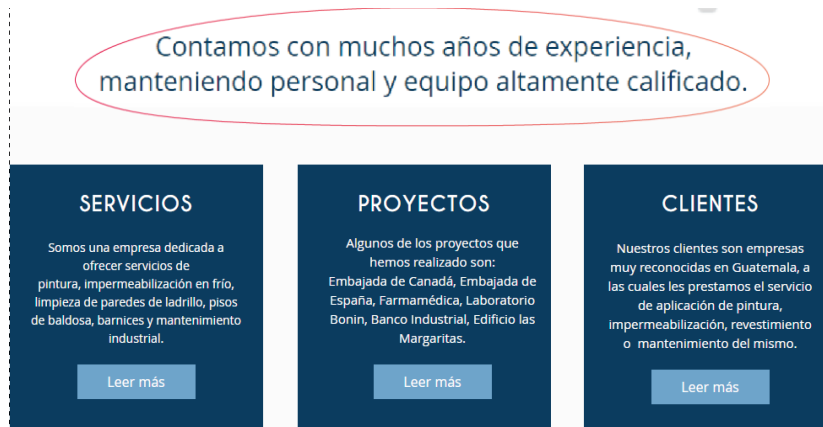 Contamos con muchos años de experiencia,
manteniendo personal y equipo altamente calificado.
SERVICIOS
Somos una empresa dedicada a
ofrecer servicios de
pintura, impermeabilización en frío,
limpieza de paredes de ladrillo, pisos
de baldosa, barnices y mantenimiento
industrial.
Leer más
PROYECTOS
Algunos de los proyectos que
hemos realizado son:
Embajada de Canadá, Embajada de
España, Farmamédica, Laboratorio
Bonin, Banco Industrial, Edificio las
Margaritas.
Leer más
CLIENTES
Nuestros clientes son empresas
muy reconocidas en Guatemala, a
las cuales les prestamos el servicio
de aplicación de pintura,
impermeabilización, revestimiento
o mantenimiento del mismo.
Leer más